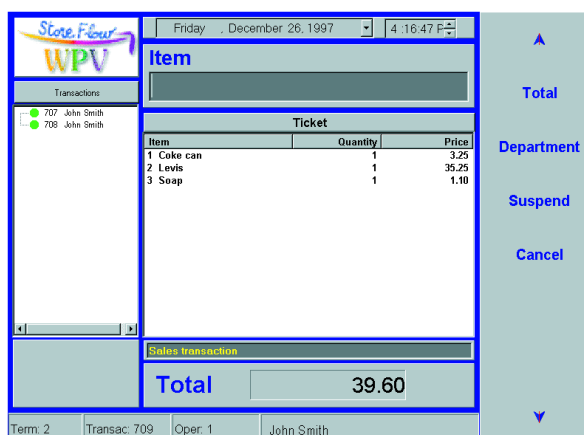 Store Flow
WPV
Friday , December 26, 1997
4 :16:47 P
Item
Transactions
707 John Smith
708 John Smith
Ticket
Item Quantity Price
1 Coke can 1 3.25
2 Levis 1 35.25
3 Soap 1 1.10
Sales transaction
Total 39.60
Term: 2 Transac: 709 Oper: 1 John Smith
Total
Department
Suspend
Cancel